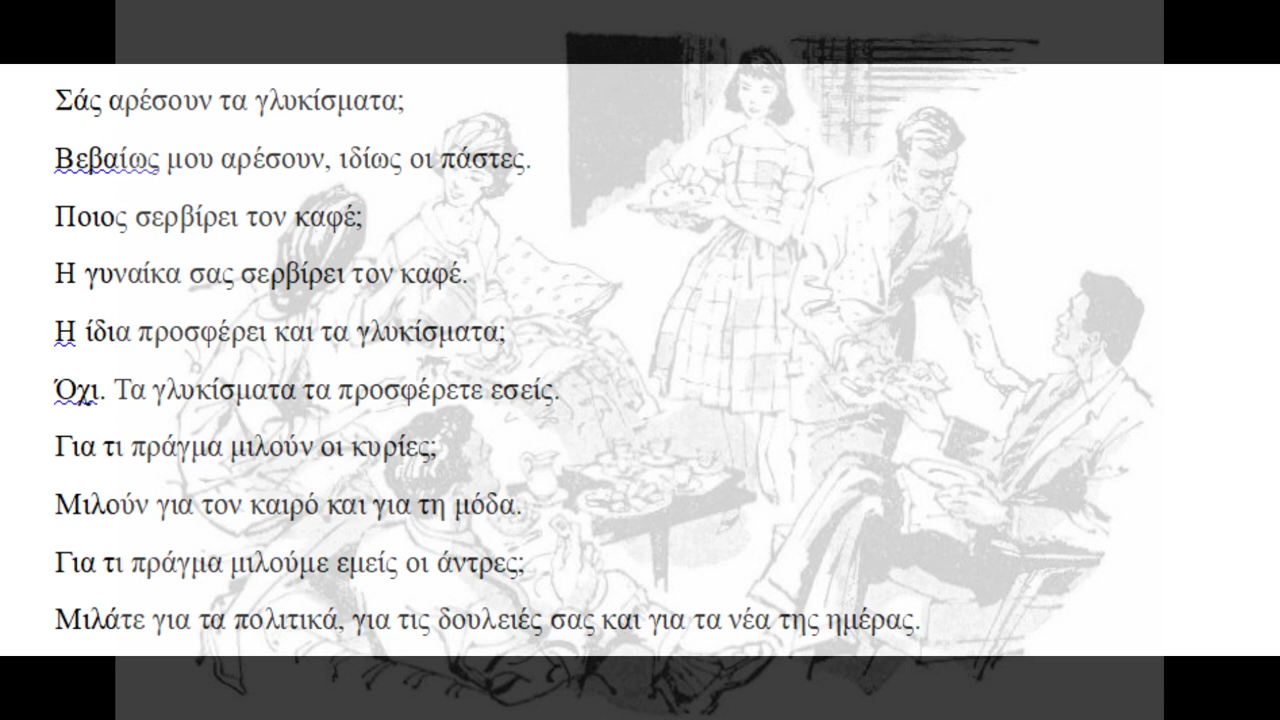 Σάς αρέσουν τα γλυκίσματα;
Βεβαίως μου αρέσουν, ιδίως οι πάστες.
Ποιος σερβίρει τον καφέ;
Η γυναίκα σας σερβίρει τον καφέ.
Η ίδια προσφέρει και τα γλυκίσματα;
Όχι. Τα γλυκίσματα τα προσφέρετε εσείς.
Για τι πράγμα μιλούν οι κυρίες;
Μιλούν για τον καιρό και για τη μόδα.
Για τι πράγμα μιλούμε εμείς οι άντρες;
Μιλάτε για τα πολιτικά, για τις δουλειές σας και για τα νέα της ημέρας.